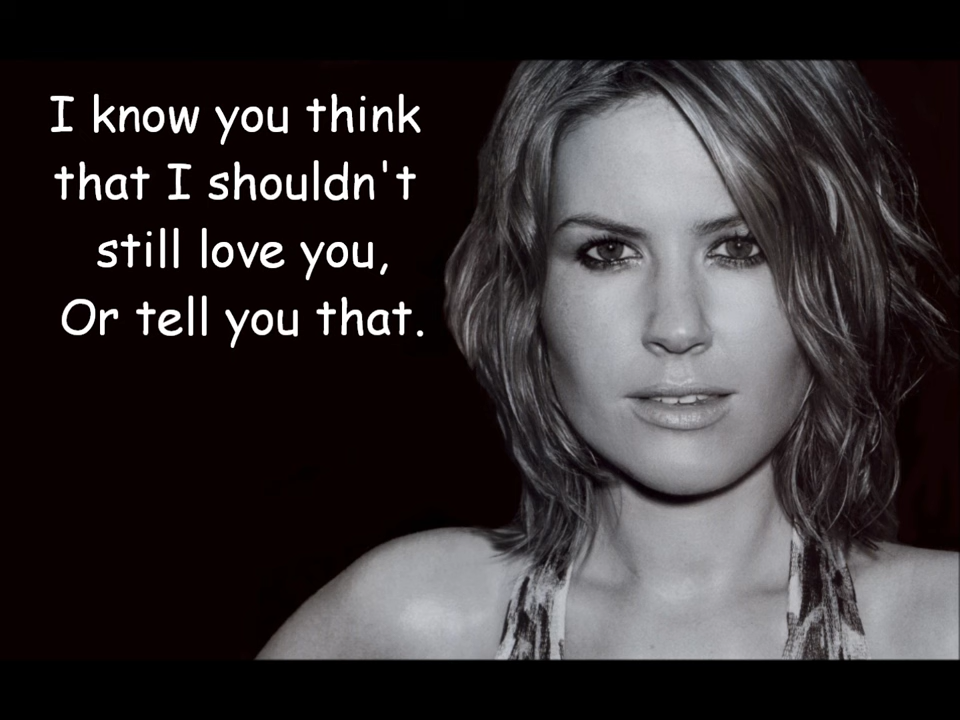 I know you think
that I shouldn't
still love you,
Or tell you that.